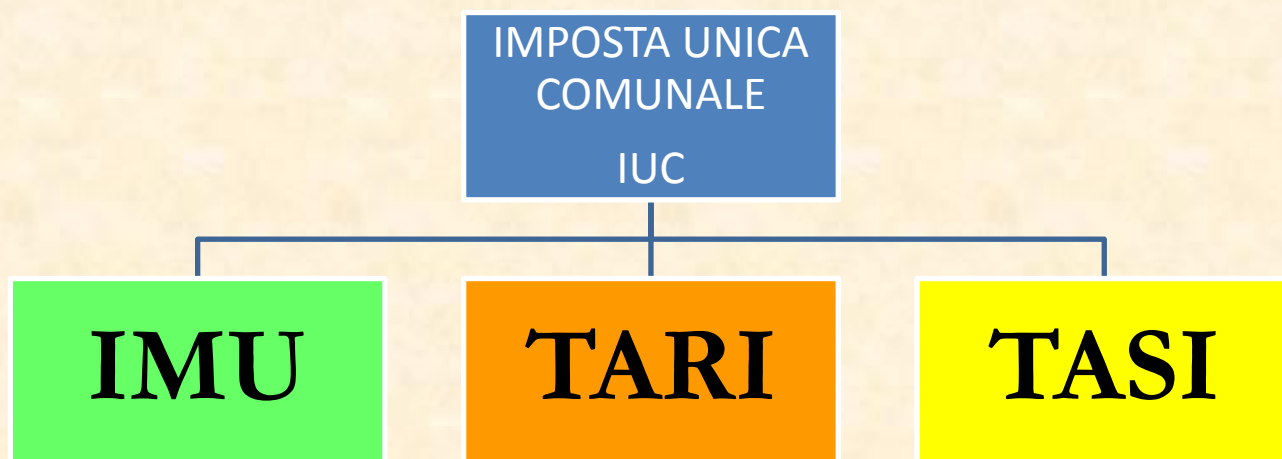 IMPOSTA UNICA
COMUNALE
IUC
IMU
TARI
TASI